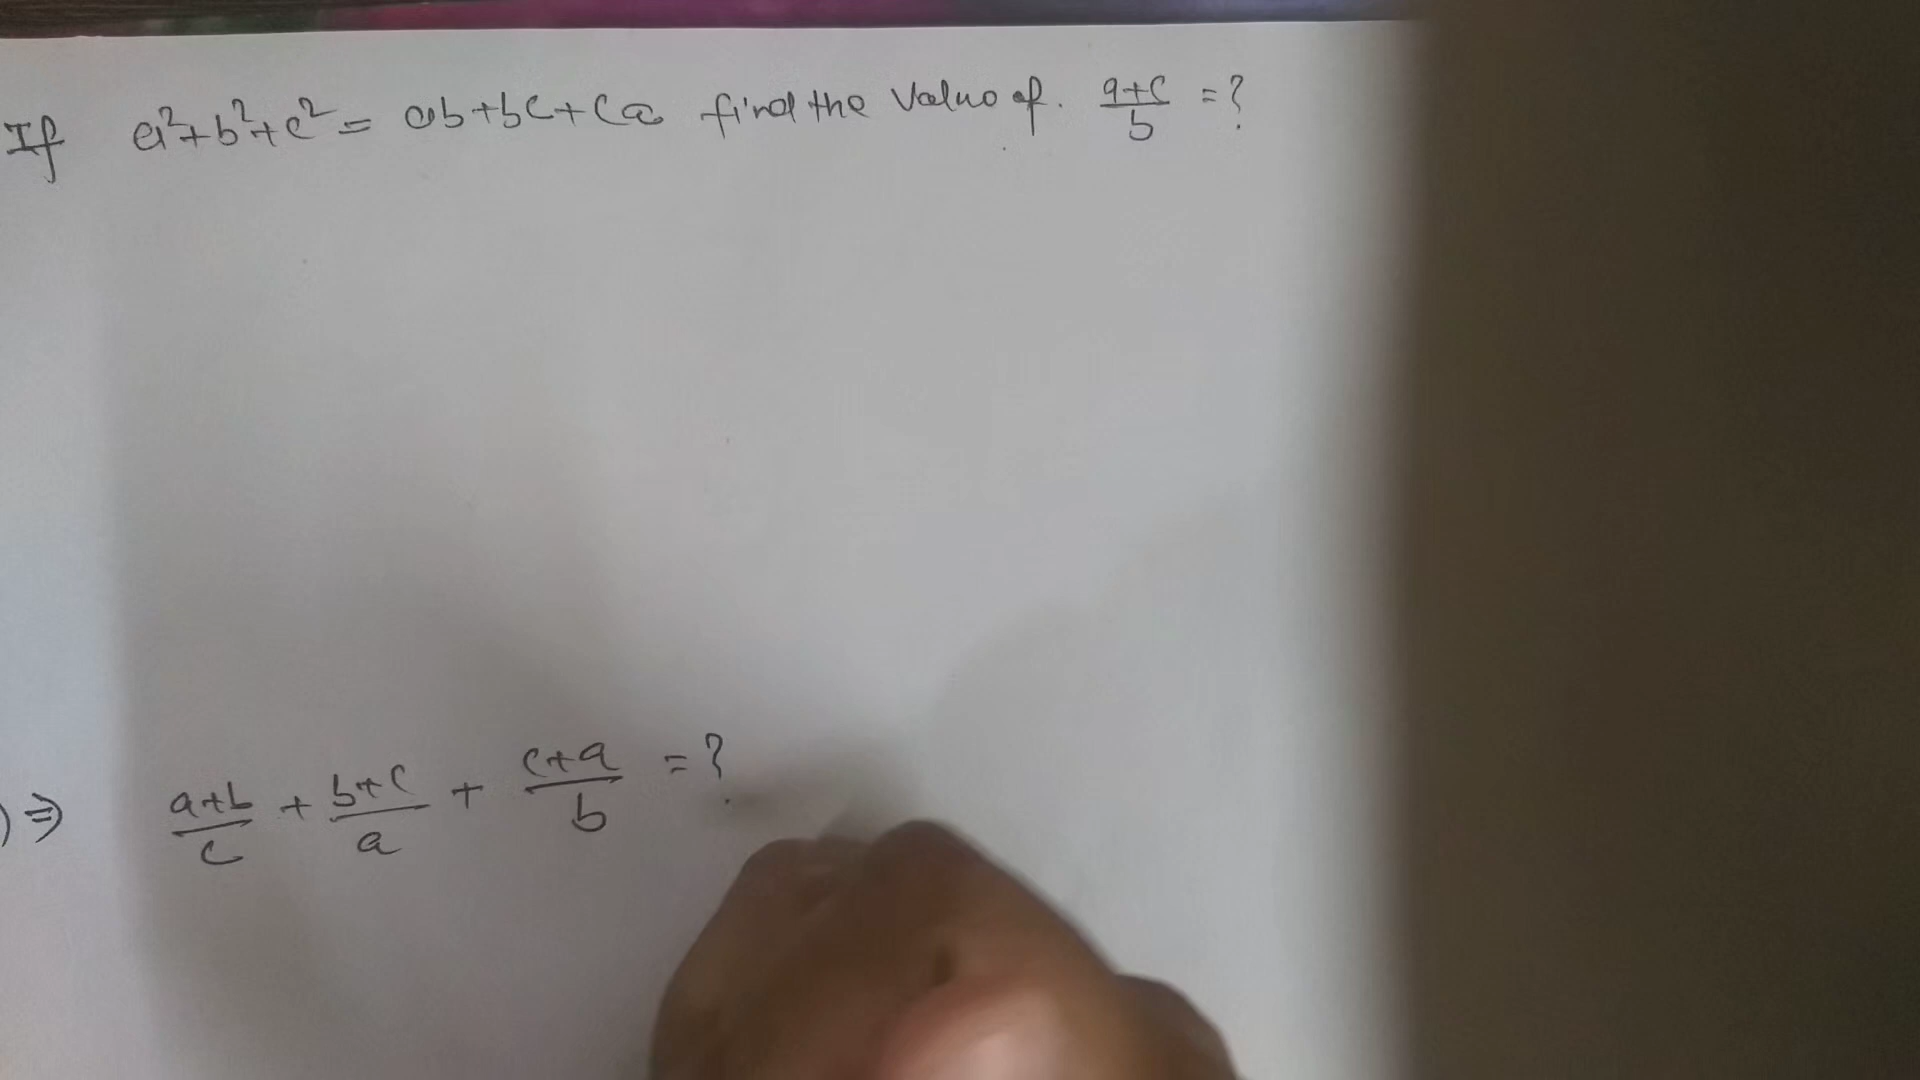 If a²+b²+c² = ab+bc+ca find the Value of. a+c/b = ?
)⇒ a+b/c + b+c/a + c+a/b = ?